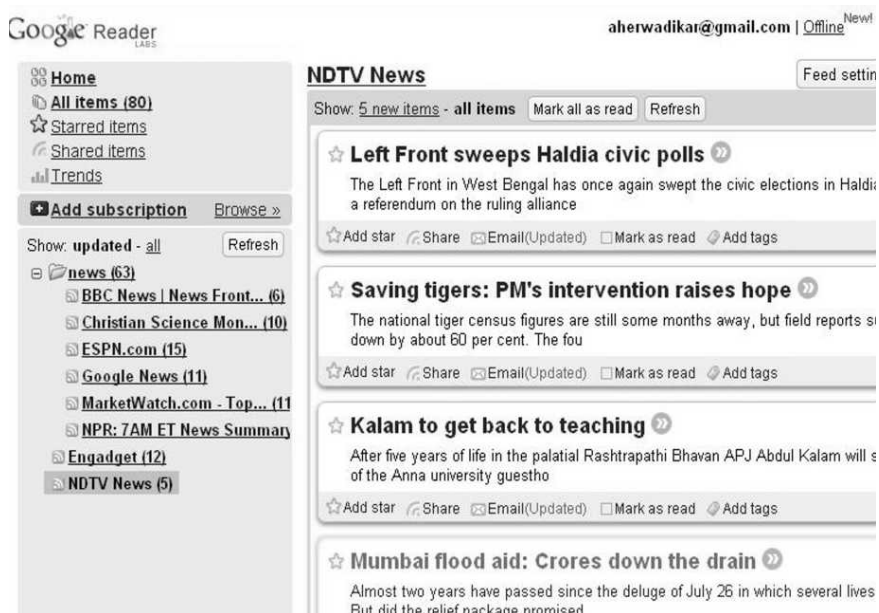 Google Reader
LABS
aherwadikar@gmail.com | Offline New!
Home
All items (80)
Starred items
Shared items
Trends
Add subscription Browse »
Show: updated - all Refresh
news (63)
BBC News | News Front... (6)
Christian Science Mon... (10)
ESPN.com (15)
Google News (11)
MarketWatch.com - Top... (11
NPR: 7AM ET News Summary
Engadget (12)
NDTV News (5)
NDTV News Feed settin
Show: 5 new items - all items Mark all as read Refresh
Left Front sweeps Haldia civic polls »
The Left Front in West Bengal has once again swept the civic elections in Haldia
a referendum on the ruling alliance
Add star Share Email(Updated) Mark as read Add tags
Saving tigers: PM's intervention raises hope »
The national tiger census figures are still some months away, but field reports su
down by about 60 per cent. The fou
Add star Share Email(Updated) Mark as read Add tags
Kalam to get back to teaching »
After five years of life in the palatial Rashtrapathi Bhavan APJ Abdul Kalam will s
of the Anna university guestho
Add star Share Email(Updated) Mark as read Add tags
Mumbai flood aid: Crores down the drain »
Almost two years have passed since the deluge of July 26 in which several lives
But did the relief package promised